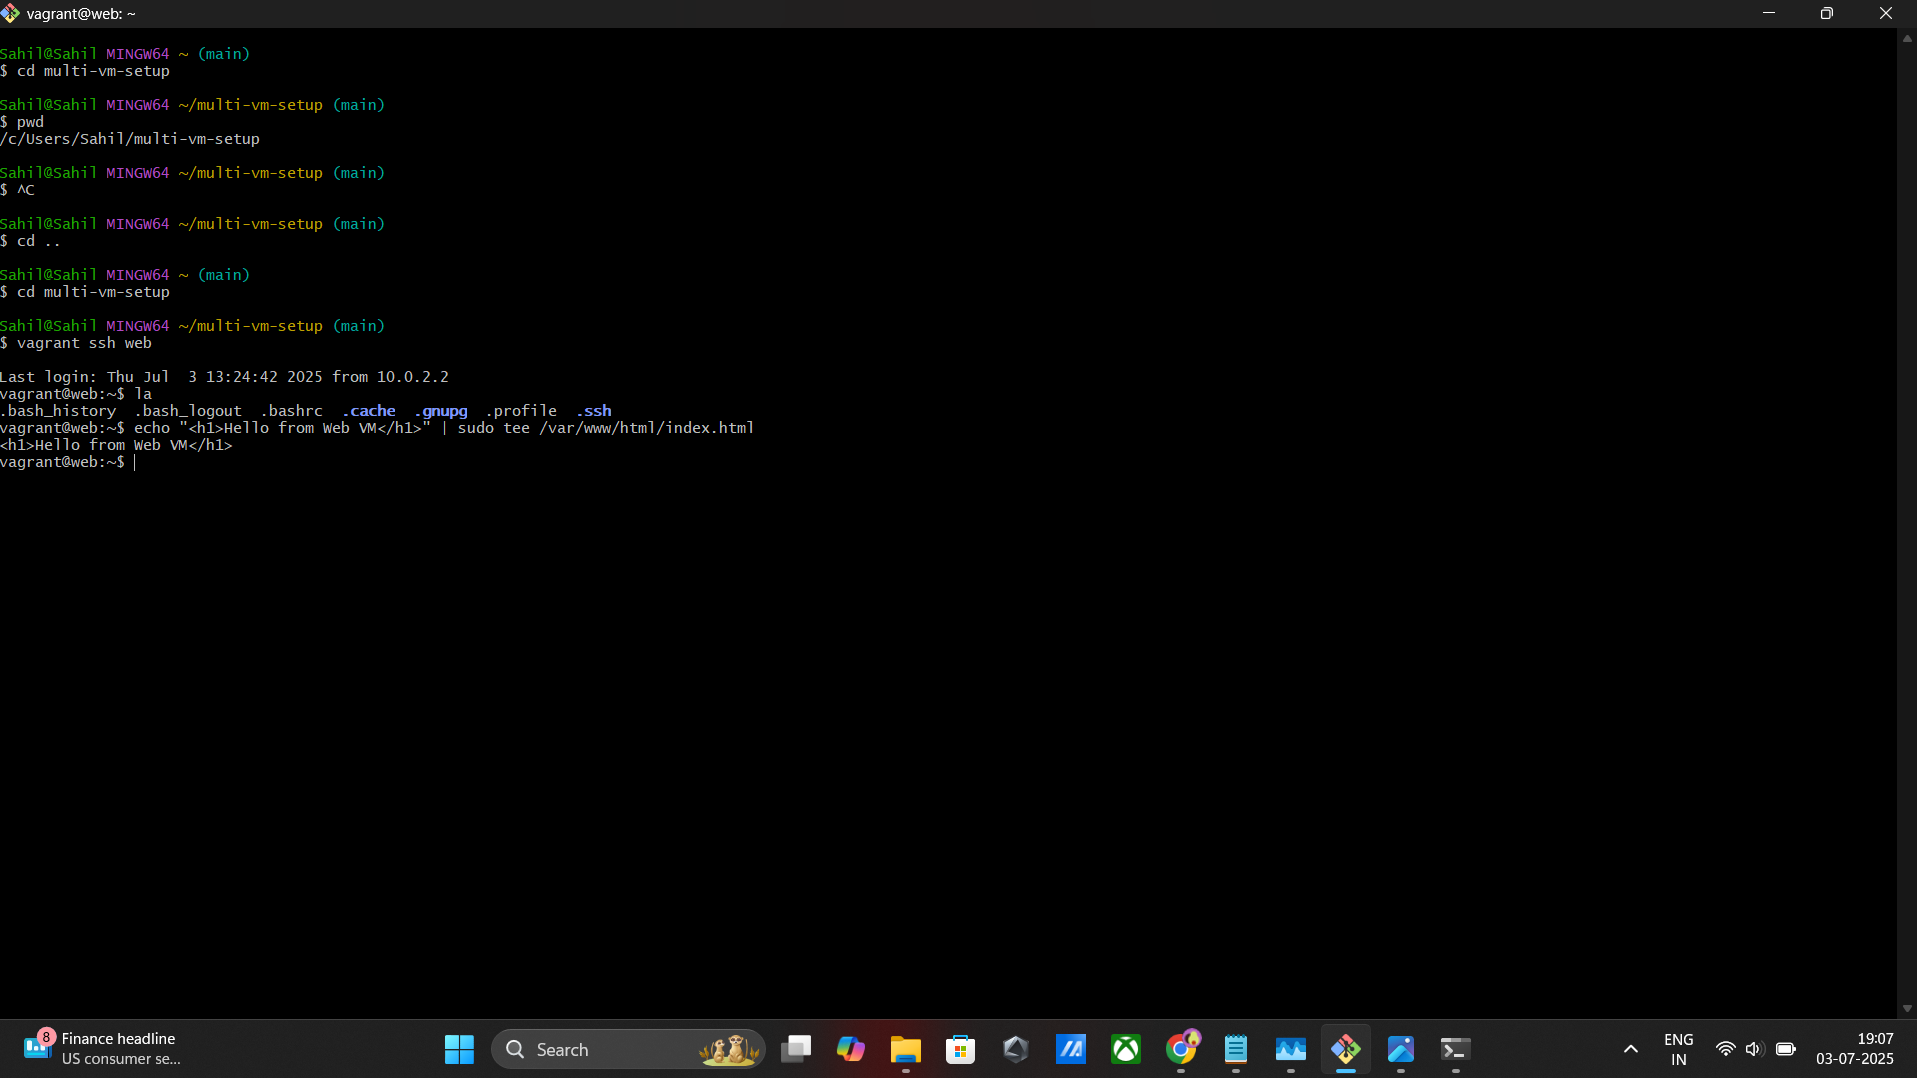 vagrant@web: ~
Sahil@Sahil MINGW64 ~ (main)
$ cd multi-vm-setup
Sahil@Sahil MINGW64 ~/multi-vm-setup (main)
$ pwd
/c/Users/Sahil/multi-vm-setup
Sahil@Sahil MINGW64 ~/multi-vm-setup (main)
$ ^C
Sahil@Sahil MINGW64 ~/multi-vm-setup (main)
$ cd ..
Sahil@Sahil MINGW64 ~ (main)
$ cd multi-vm-setup
Sahil@Sahil MINGW64 ~/multi-vm-setup (main)
$ vagrant ssh web
Last login: Thu Jul  3 13:24:42 2025 from 10.0.2.2
vagrant@web:~$ la
.bash_history  .bash_logout  .bashrc  .cache  .gnupg  .profile  .ssh
vagrant@web:~$ echo "<h1>Hello from Web VM</h1>" | sudo tee /var/www/html/index.html
<h1>Hello from Web VM</h1>
vagrant@web:~$
8
Finance headline
US consumer se...
Search
ENG
IN
19:07
03-07-2025